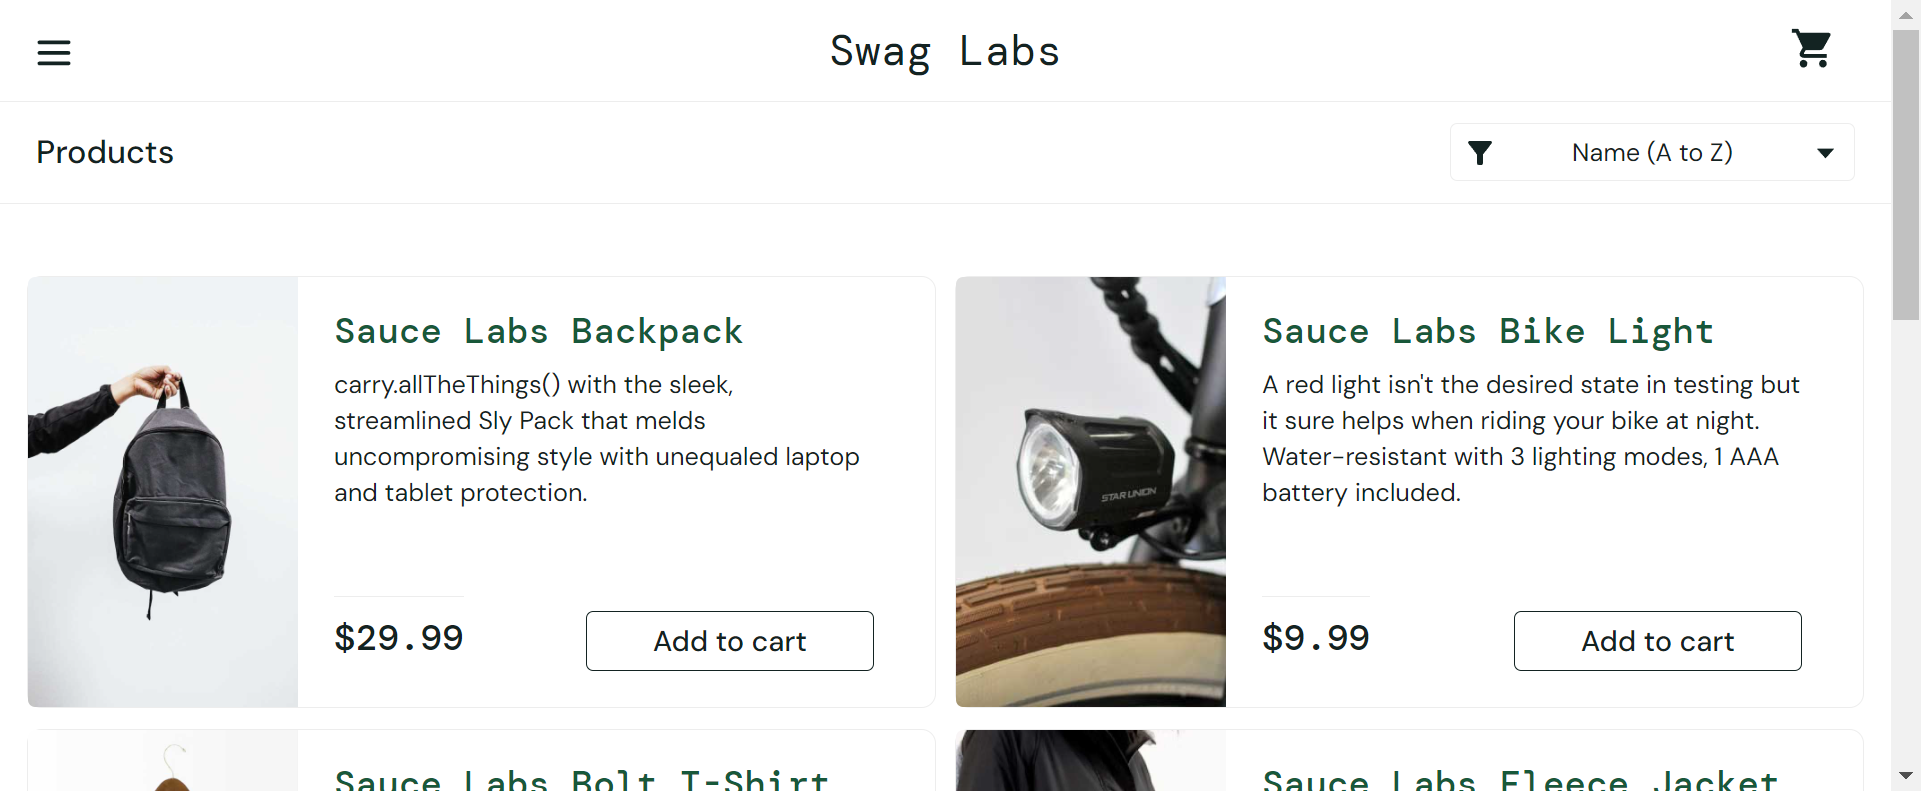 Swag Labs
Products
Name (A to Z)
Sauce Labs Backpack
carry.allTheThings() with the sleek,
streamlined Sly Pack that melds
uncompromising style with unequaled laptop
and tablet protection.
$29.99
Add to cart
Sauce Labs Bike Light
A red light isn't the desired state in testing but
it sure helps when riding your bike at night.
Water-resistant with 3 lighting modes, 1 AAA
battery included.
STAR UNION
$9.99
Add to cart
Sauce Labs Bolt T-Shirt
Sauce Labs Fleece Jacket